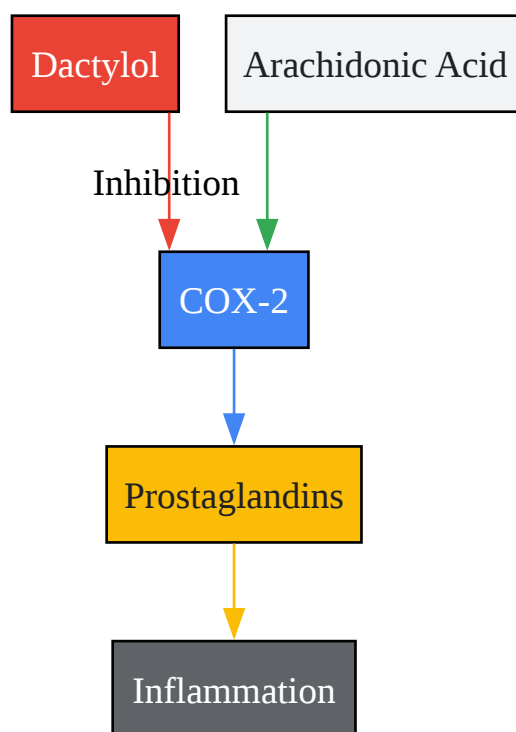 Dactylol
Arachidonic Acid
Inhibition
COX-2
Prostaglandins
Inflammation